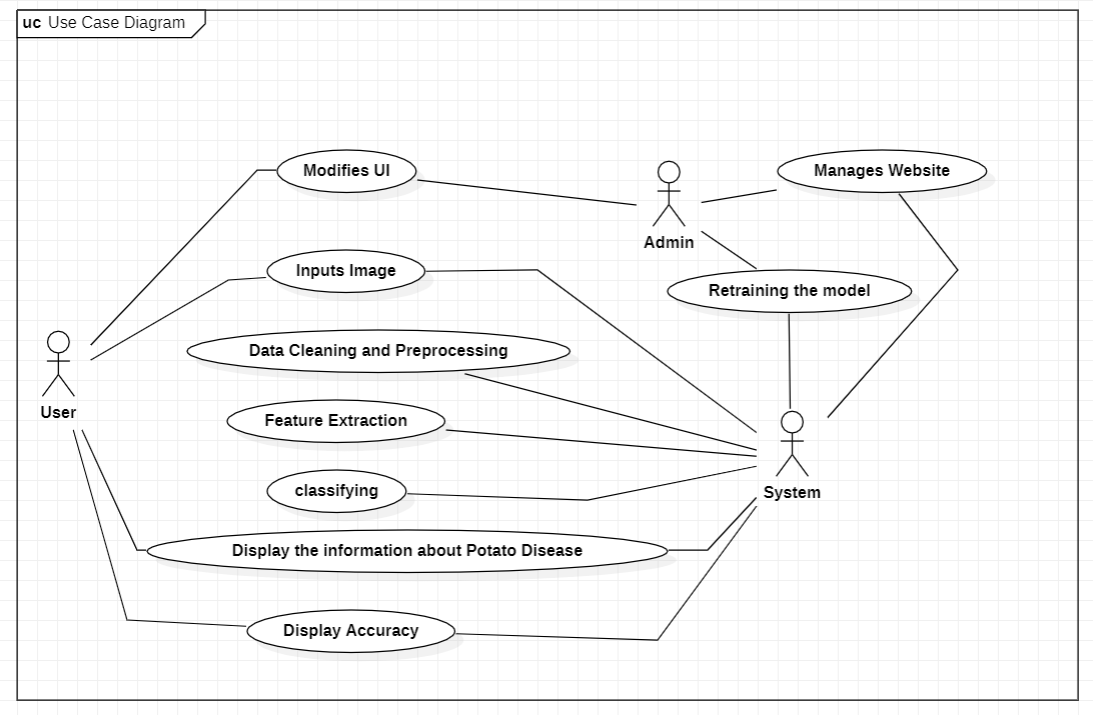 uc Use Case Diagram
Modifies UI
Manages Website
Admin
Inputs Image
Retraining the model
Data Cleaning and Preprocessing
User
Feature Extraction
classifying
System
Display the information about Potato Disease
Display Accuracy